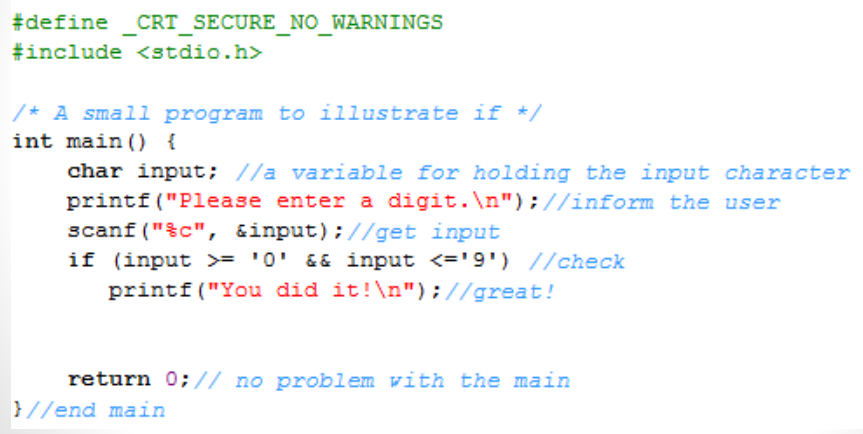 #define _CRT_SECURE_NO_WARNINGS
#include <stdio.h>
/* A small program to illustrate if */
int main() {
    char input; //a variable for holding the input character
    printf("Please enter a digit.\n");//inform the user
    scanf("%c", &input);//get input
    if (input >= '0' && input <='9') //check
       printf("You did it!\n");//great!
    return 0;// no problem with the main
}//end main